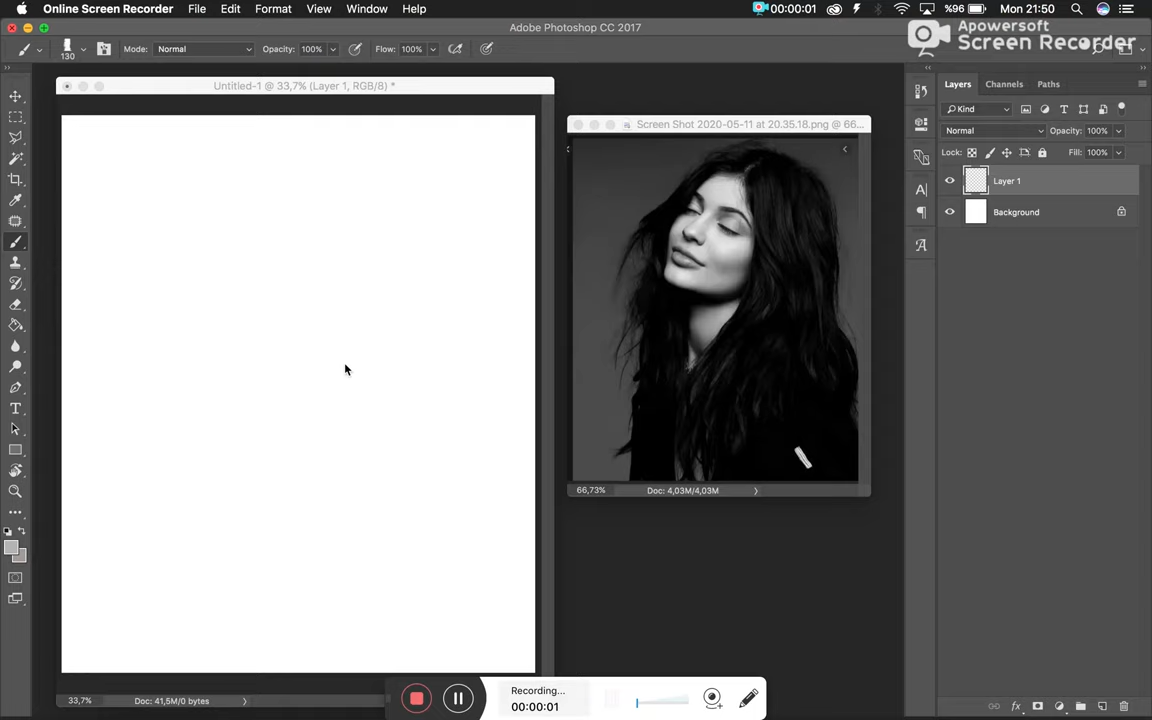 Online Screen Recorder File Edit Format View Window Help 00:00:01 %96 Mon 21:50
Adobe Photoshop CC 2017
Apowersoft
Screen Recorder
130 Mode: Normal Opacity: 100% Flow: 100%
Untitled-1 @ 33,7% (Layer 1, RGB/8) *
Screen Shot 2020-05-11 at 20.35.18.png @ 66...
Layers Channels Paths
Kind
Normal Opacity: 100%
Lock: Fill: 100%
Layer 1
Background
66,73% Doc: 4,03M/4,03M
33,7% Doc: 41,5M/0 bytes
Recording...
00:00:01
fx